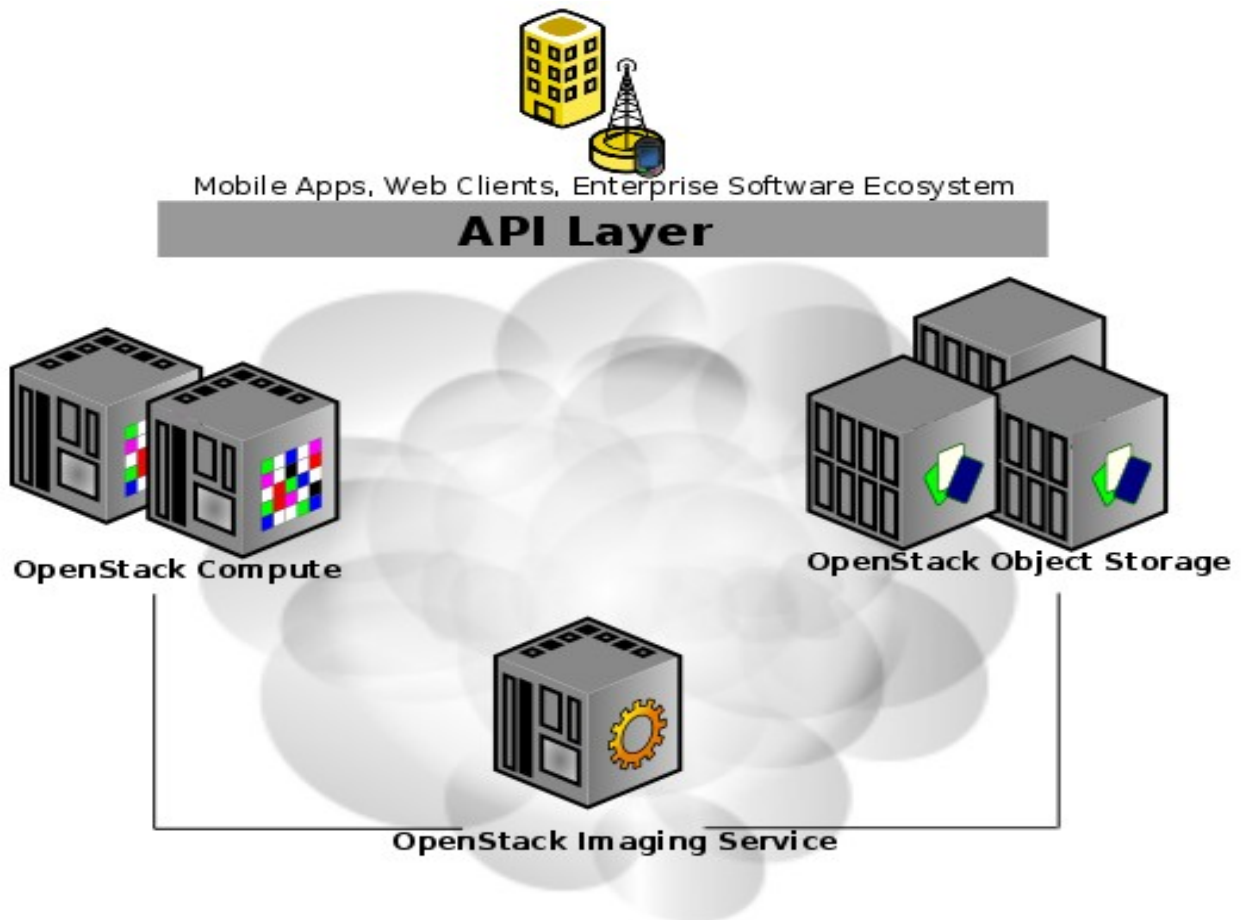 Mobile Apps, Web Clients, Enterprise Software Ecosystem
API Layer
OpenStack Compute
OpenStack Object Storage
OpenStack Imaging Service